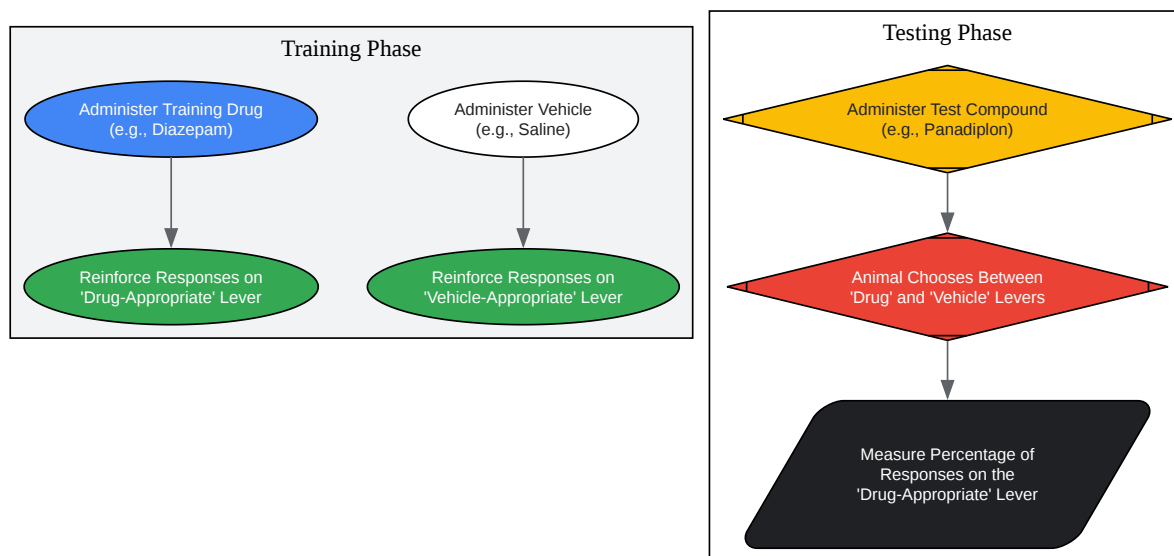 Training Phase
Administer Training Drug
(e.g., Diazepam)
Administer Vehicle
(e.g., Saline)
Reinforce Responses on
'Drug-Appropriate' Lever
Reinforce Responses on
'Vehicle-Appropriate' Lever
Testing Phase
Administer Test Compound
(e.g., Panadiplon)
Animal Chooses Between
'Drug' and 'Vehicle' Levers
Measure Percentage of
Responses on the
'Drug-Appropriate' Lever